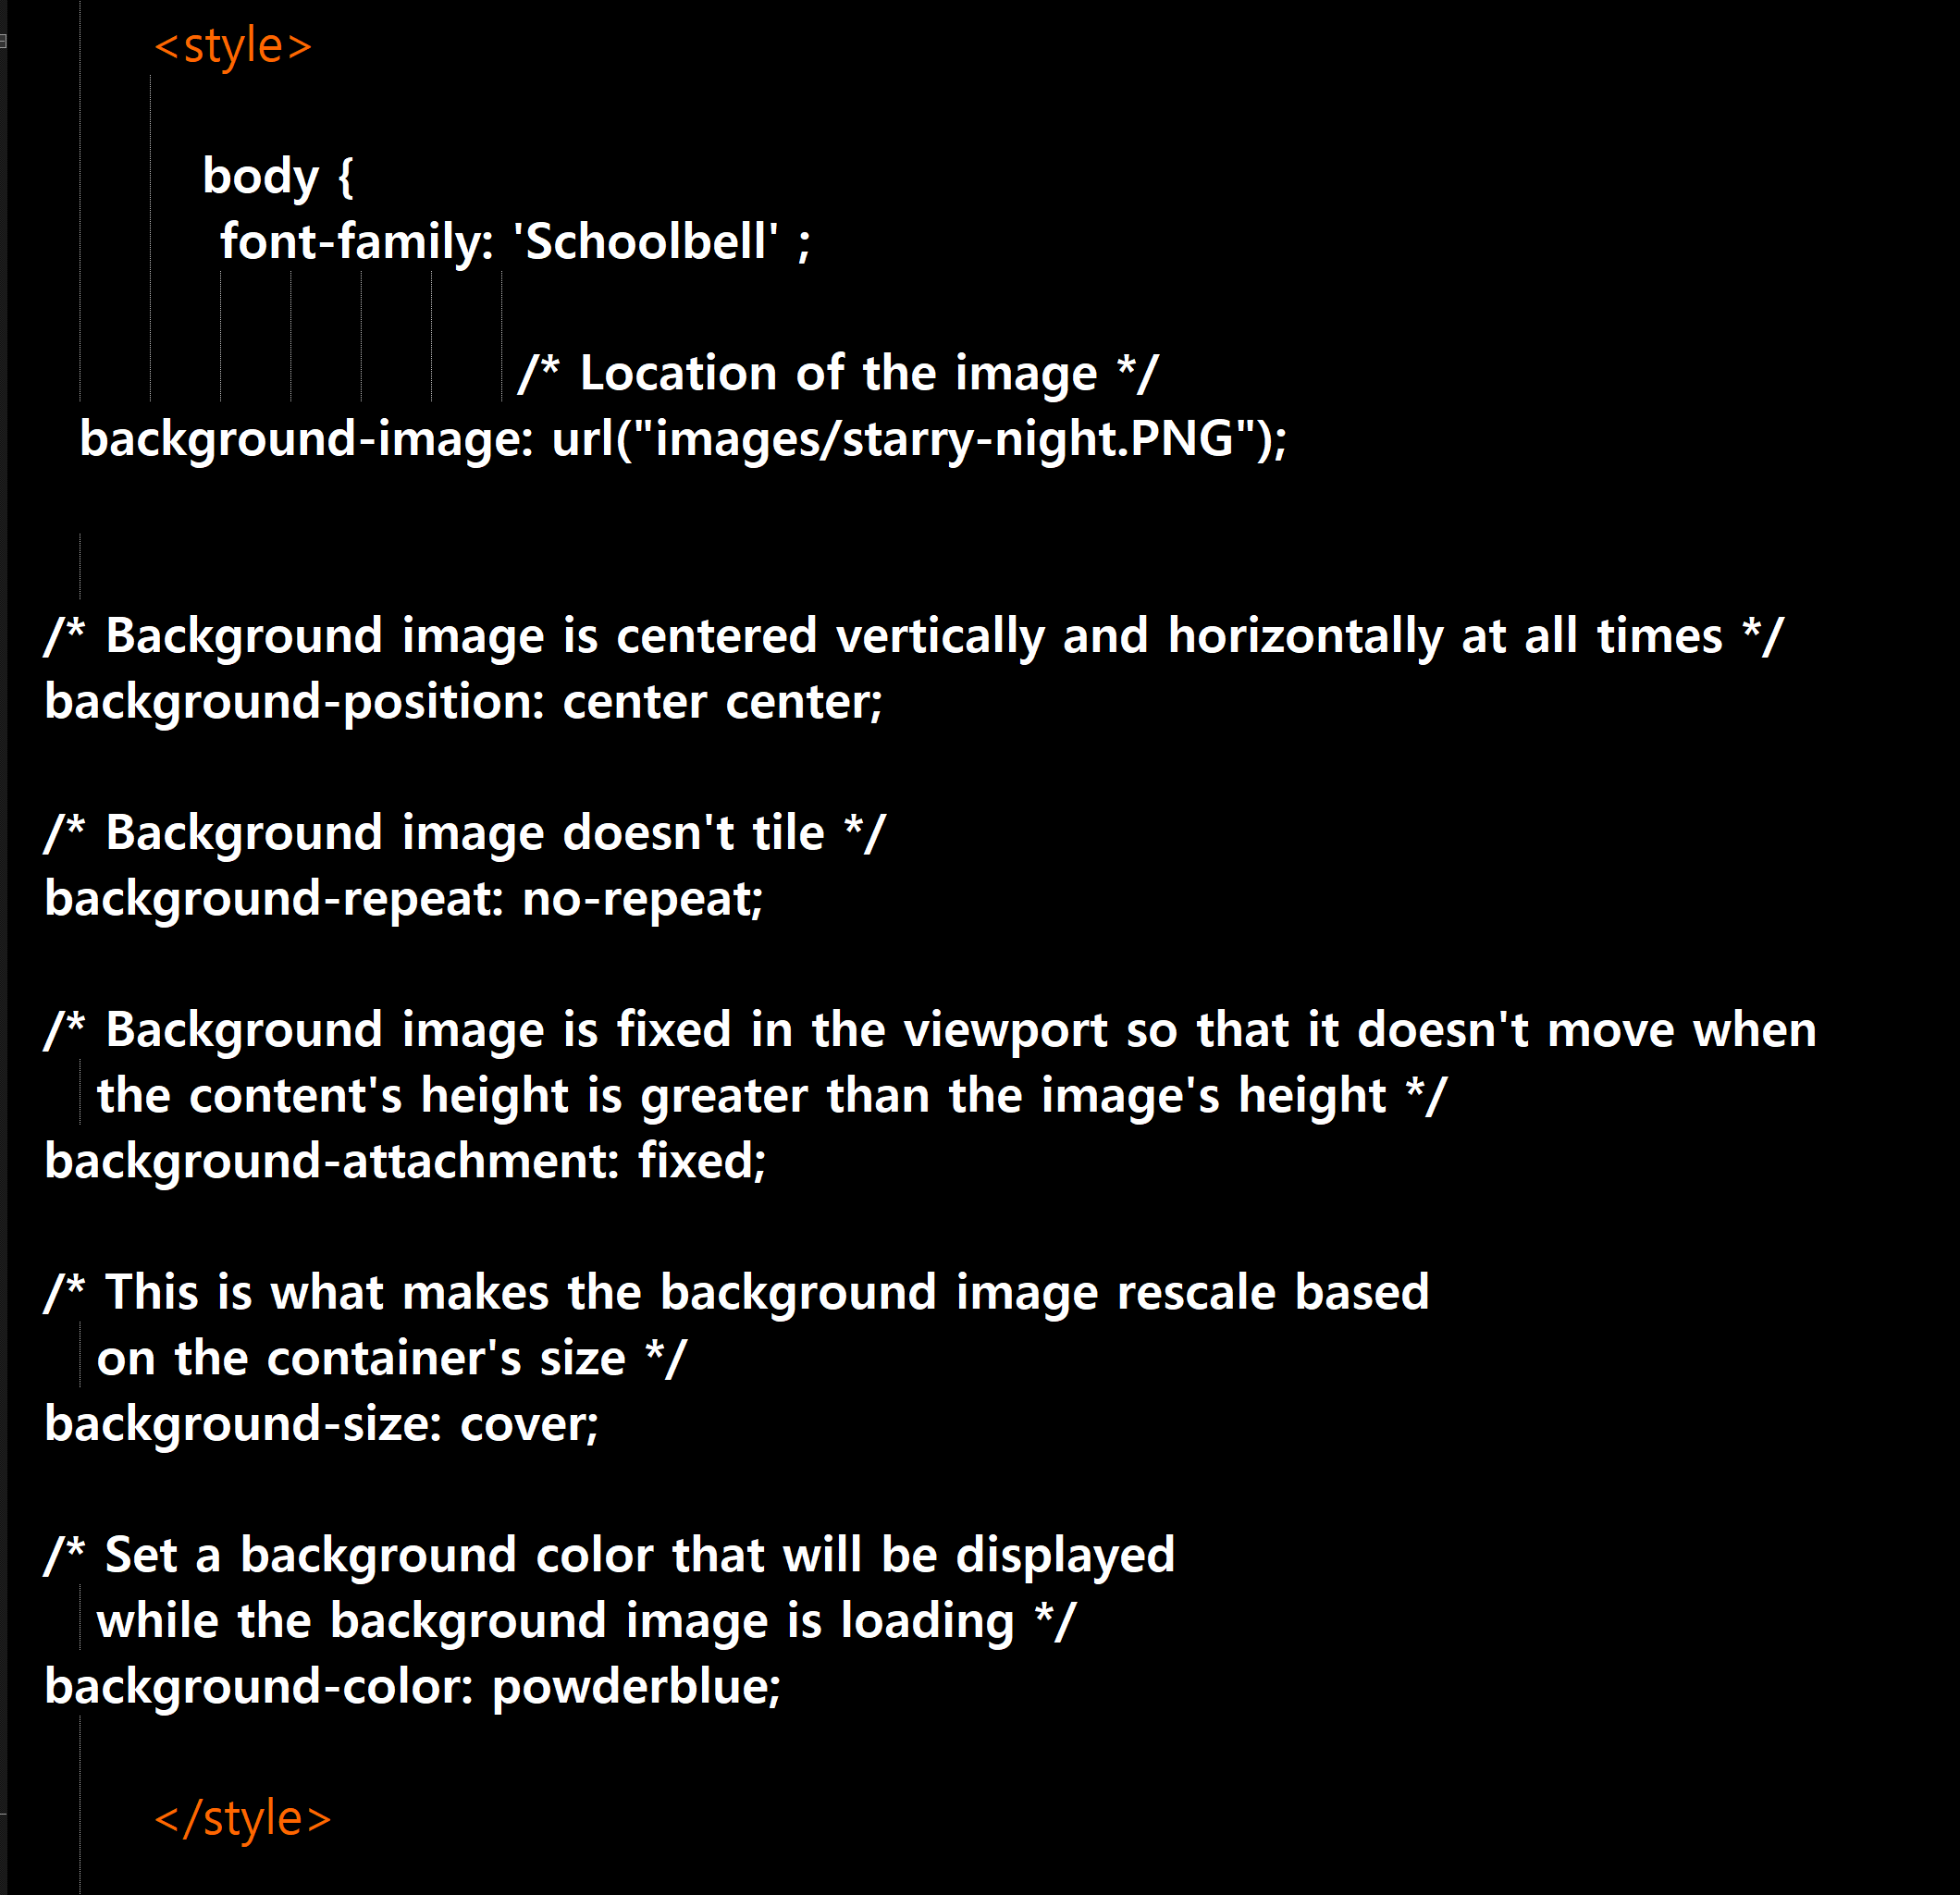 <style>
body {
font-family: 'Schoolbell' ;
/* Location of the image */
background-image: url("images/starry-night.PNG");
/* Background image is centered vertically and horizontally at all times */
background-position: center center;
/* Background image doesn't tile */
background-repeat: no-repeat;
/* Background image is fixed in the viewport so that it doesn't move when
the content's height is greater than the image's height */
background-attachment: fixed;
/* This is what makes the background image rescale based
on the container's size */
background-size: cover;
/* Set a background color that will be displayed
while the background image is loading */
background-color: powderblue;
</style>